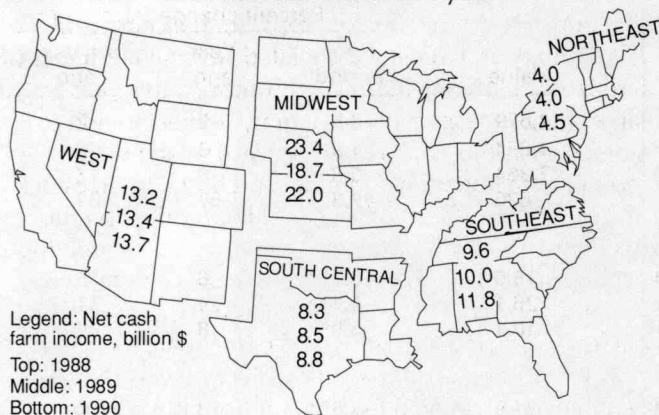 NORTHEAST
4.0
4.0
4.5
MIDWEST
23.4
18.7
22.0
WEST
13.2
13.4
13.7
SOUTHEAST
9.6
10.0
11.8
SOUTH CENTRAL
8.3
8.5
8.8
Legend: Net cash
farm income, billion $
Top: 1988
Middle: 1989
Bottom: 1990